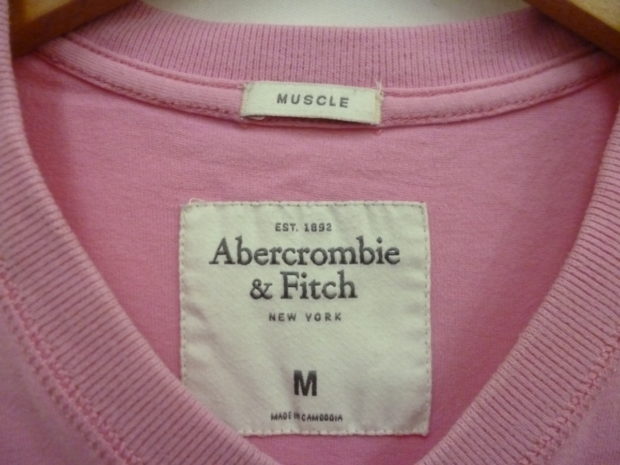 MUSCLE
EST. 1892
Abercrombie
& Fitch
NEW YORK
M
MADE IN CAMBODIA